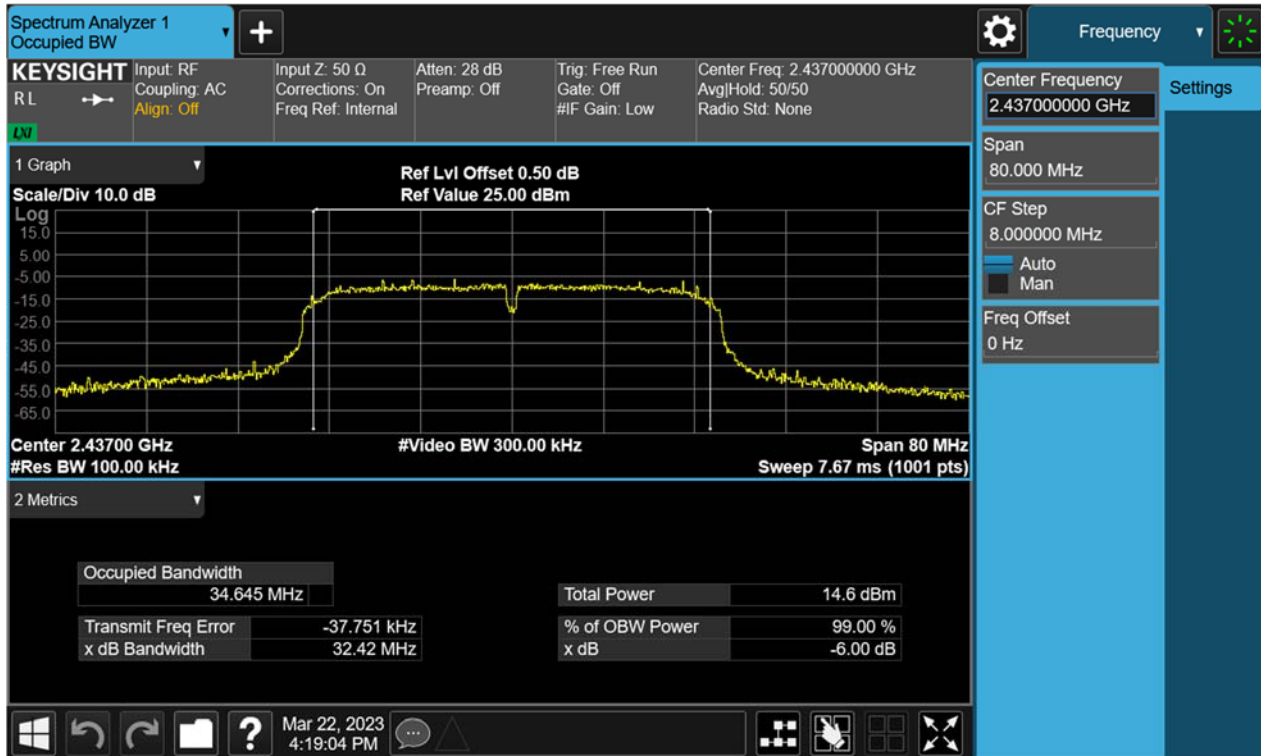 Spectrum Analyzer 1
Occupied BW
+
Frequency
KEYSIGHT
R L
LXI
Input: RF
Coupling: AC
Align: Off
Input Z: 50 Ω
Corrections: On
Freq Ref: Internal
Atten: 28 dB
Preamp: Off
Trig: Free Run
Gate: Off
#IF Gain: Low
Center Freq: 2.437000000 GHz
Avg|Hold: 50/50
Radio Std: None
1 Graph
Scale/Div 10.0 dB
Ref Lvl Offset 0.50 dB
Ref Value 25.00 dBm
Log
15.0
5.00
-5.00
-15.0
-25.0
-35.0
-45.0
-55.0
-65.0
Center 2.43700 GHz
#Video BW 300.00 kHz
Span 80 MHz
#Res BW 100.00 kHz
Sweep 7.67 ms (1001 pts)
2 Metrics
Occupied Bandwidth
34.645 MHz
Transmit Freq Error -37.751 kHz
x dB Bandwidth 32.42 MHz
Total Power 14.6 dBm
% of OBW Power 99.00 %
x dB -6.00 dB
Center Frequency
2.437000000 GHz
Span
80.000 MHz
CF Step
8.000000 MHz
Auto
Man
Freq Offset
0 Hz
Settings
?
Mar 22, 2023
4:19:04 PM